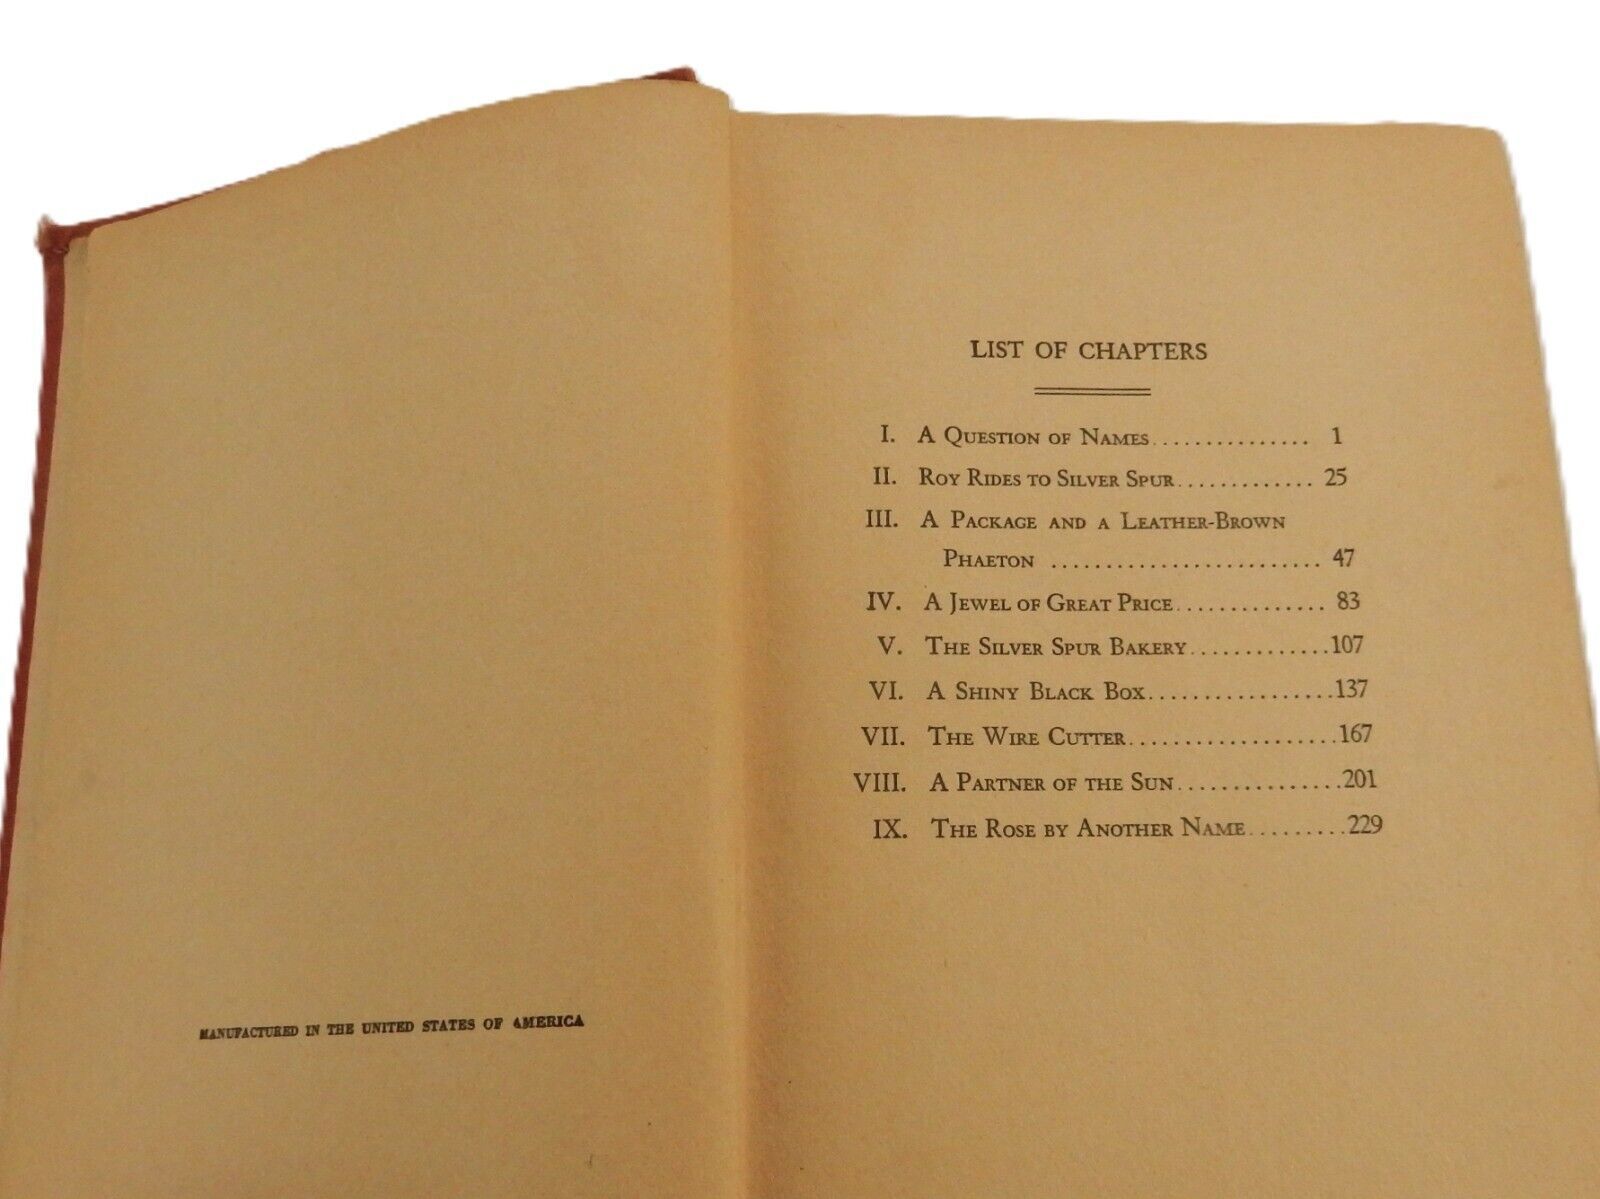 MANUFACTURED IN THE UNITED STATES OF AMERICA
LIST OF CHAPTERS
I. A QUESTION OF NAMES............... 1
II. ROY RIDES TO SILVER SPUR............. 25
III. A PACKAGE AND A LEATHER-BROWN
PHAETON ......................... 47
IV. A JEWEL OF GREAT PRICE.............. 83
V. THE SILVER SPUR BAKERY.............107
VI. A SHINY BLACK BOX.................137
VII. THE WIRE CUTTER...................167
VIII. A PARTNER OF THE SUN...............201
IX. THE ROSE BY ANOTHER NAME.........229